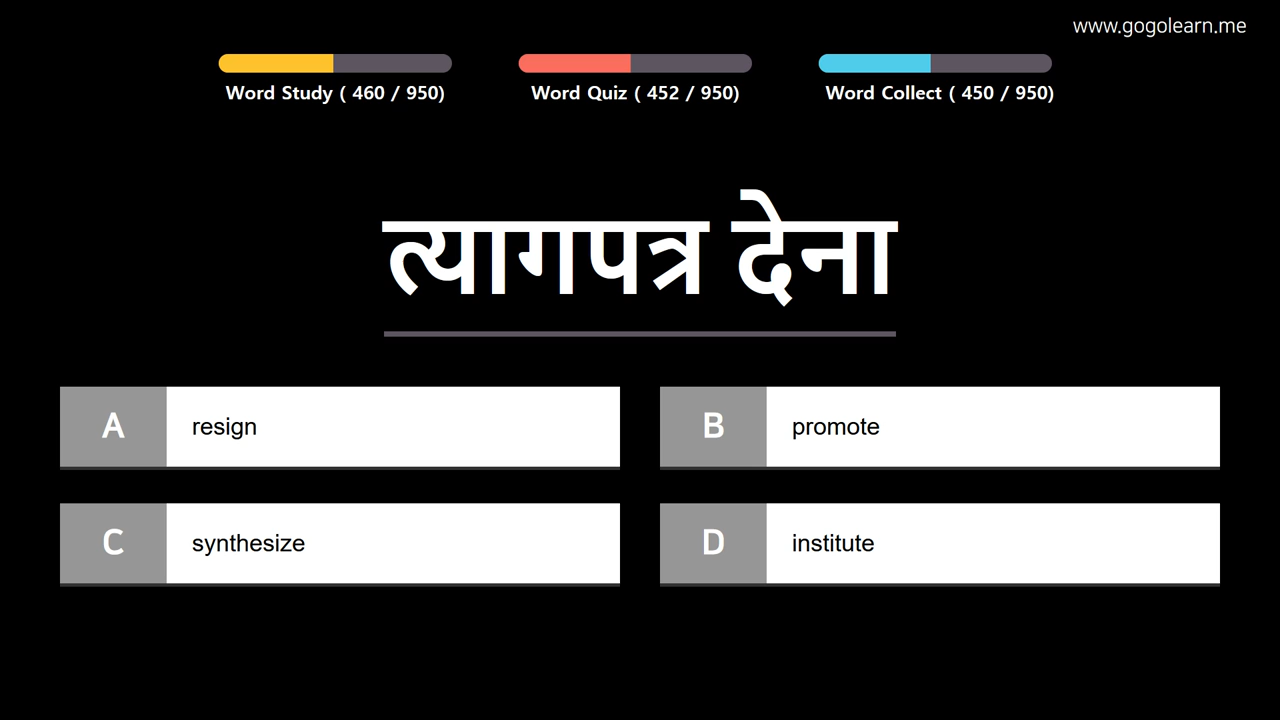 www.gogolearn.me
Word Study ( 460 / 950)
Word Quiz ( 452 / 950)
Word Collect ( 450 / 950)
त्यागपत्र देना
A resign
B promote
C synthesize
D institute